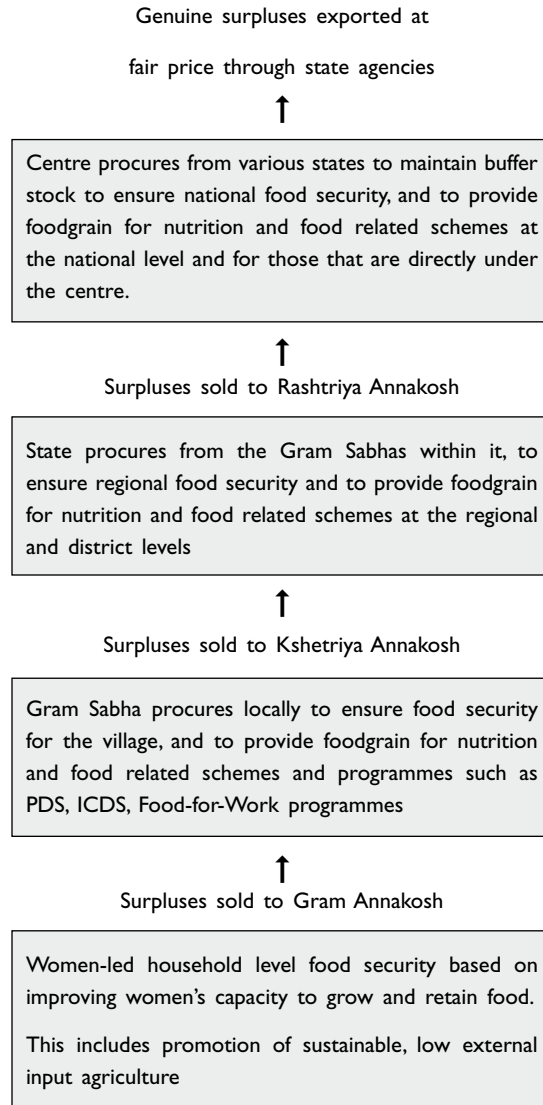 Genuine surpluses exported at
fair price through state agencies
↑
Centre procures from various states to maintain buffer
stock to ensure national food security, and to provide
foodgrain for nutrition and food related schemes at
the national level and for those that are directly under
the centre.
↑
Surpluses sold to Rashtriya Annakosh
State procures from the Gram Sabhas within it, to
ensure regional food security and to provide foodgrain
for nutrition and food related schemes at the regional
and district levels
↑
Surpluses sold to Kshetriya Annakosh
Gram Sabha procures locally to ensure food security
for the village, and to provide foodgrain for nutrition
and food related schemes and programmes such as
PDS, ICDS, Food-for-Work programmes
↑
Surpluses sold to Gram Annakosh
Women-led household level food security based on
improving women's capacity to grow and retain food.
This includes promotion of sustainable, low external
input agriculture